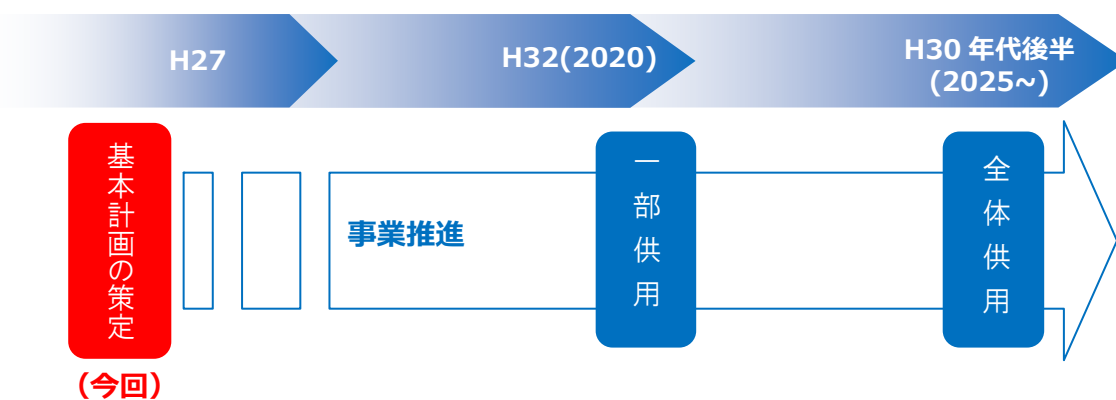 H27
H32(2020)
H30 年代後半
(2025~)
基本計画の策定
事業推進
一部供用
全体供用
(今回)